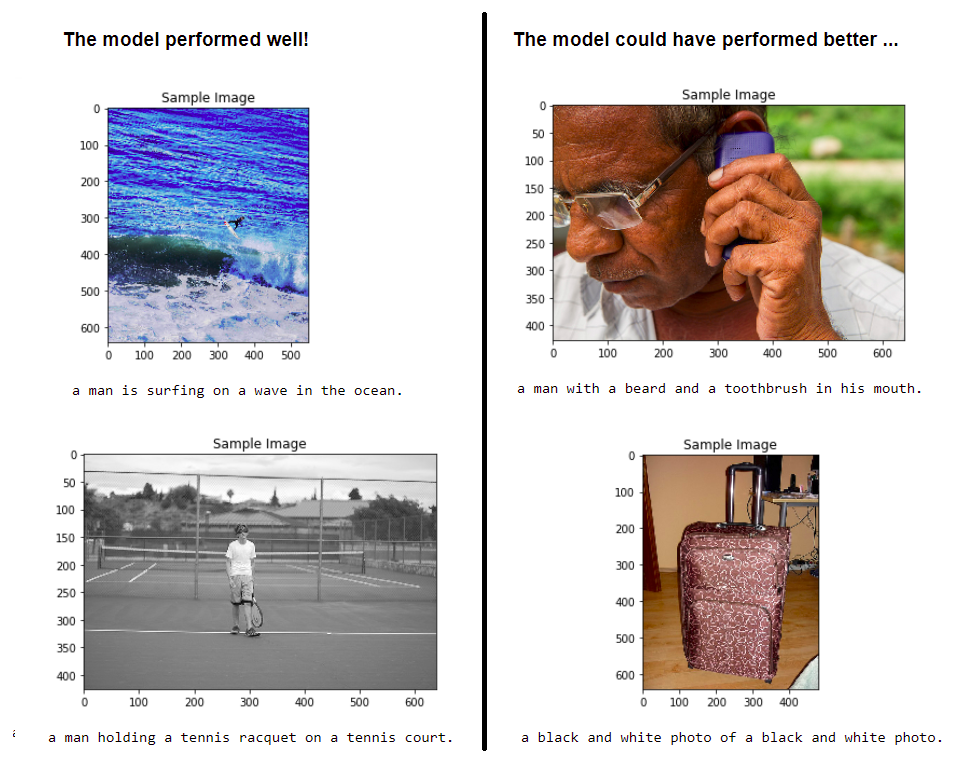 The model performed well!
Sample Image
0
100
200
300
400
500
600
0 100 200 300 400 500
a man is surfing on a wave in the ocean.
Sample Image
0
50
100
150
200
250
300
350
400
0 100 200 300 400 500 600
a man holding a tennis racquet on a tennis court.
The model could have performed better ...
Sample Image
0
50
100
150
200
250
300
350
400
0 100 200 300 400 500 600
a man with a beard and a toothbrush in his mouth.
Sample Image
0
100
200
300
400
500
600
0 100 200 300 400
a black and white photo of a black and white photo.